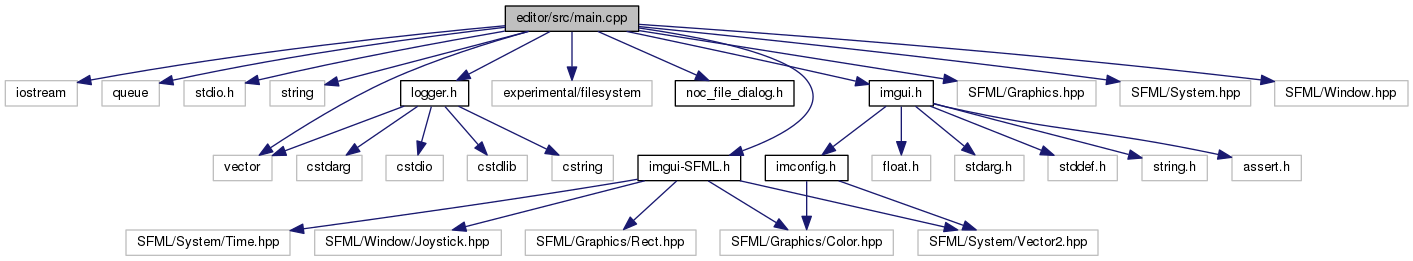 editor/src/main.cpp
iostream
queue
stdio.h
string
logger.h
experimental/filesystem
noc_file_dialog.h
imgui.h
SFML/Graphics.hpp
SFML/System.hpp
SFML/Window.hpp
vector
cstdarg
cstdio
cstdlib
cstring
imgui-SFML.h
imconfig.h
float.h
stdarg.h
stddef.h
string.h
assert.h
SFML/System/Time.hpp
SFML/Window/Joystick.hpp
SFML/Graphics/Rect.hpp
SFML/Graphics/Color.hpp
SFML/System/Vector2.hpp